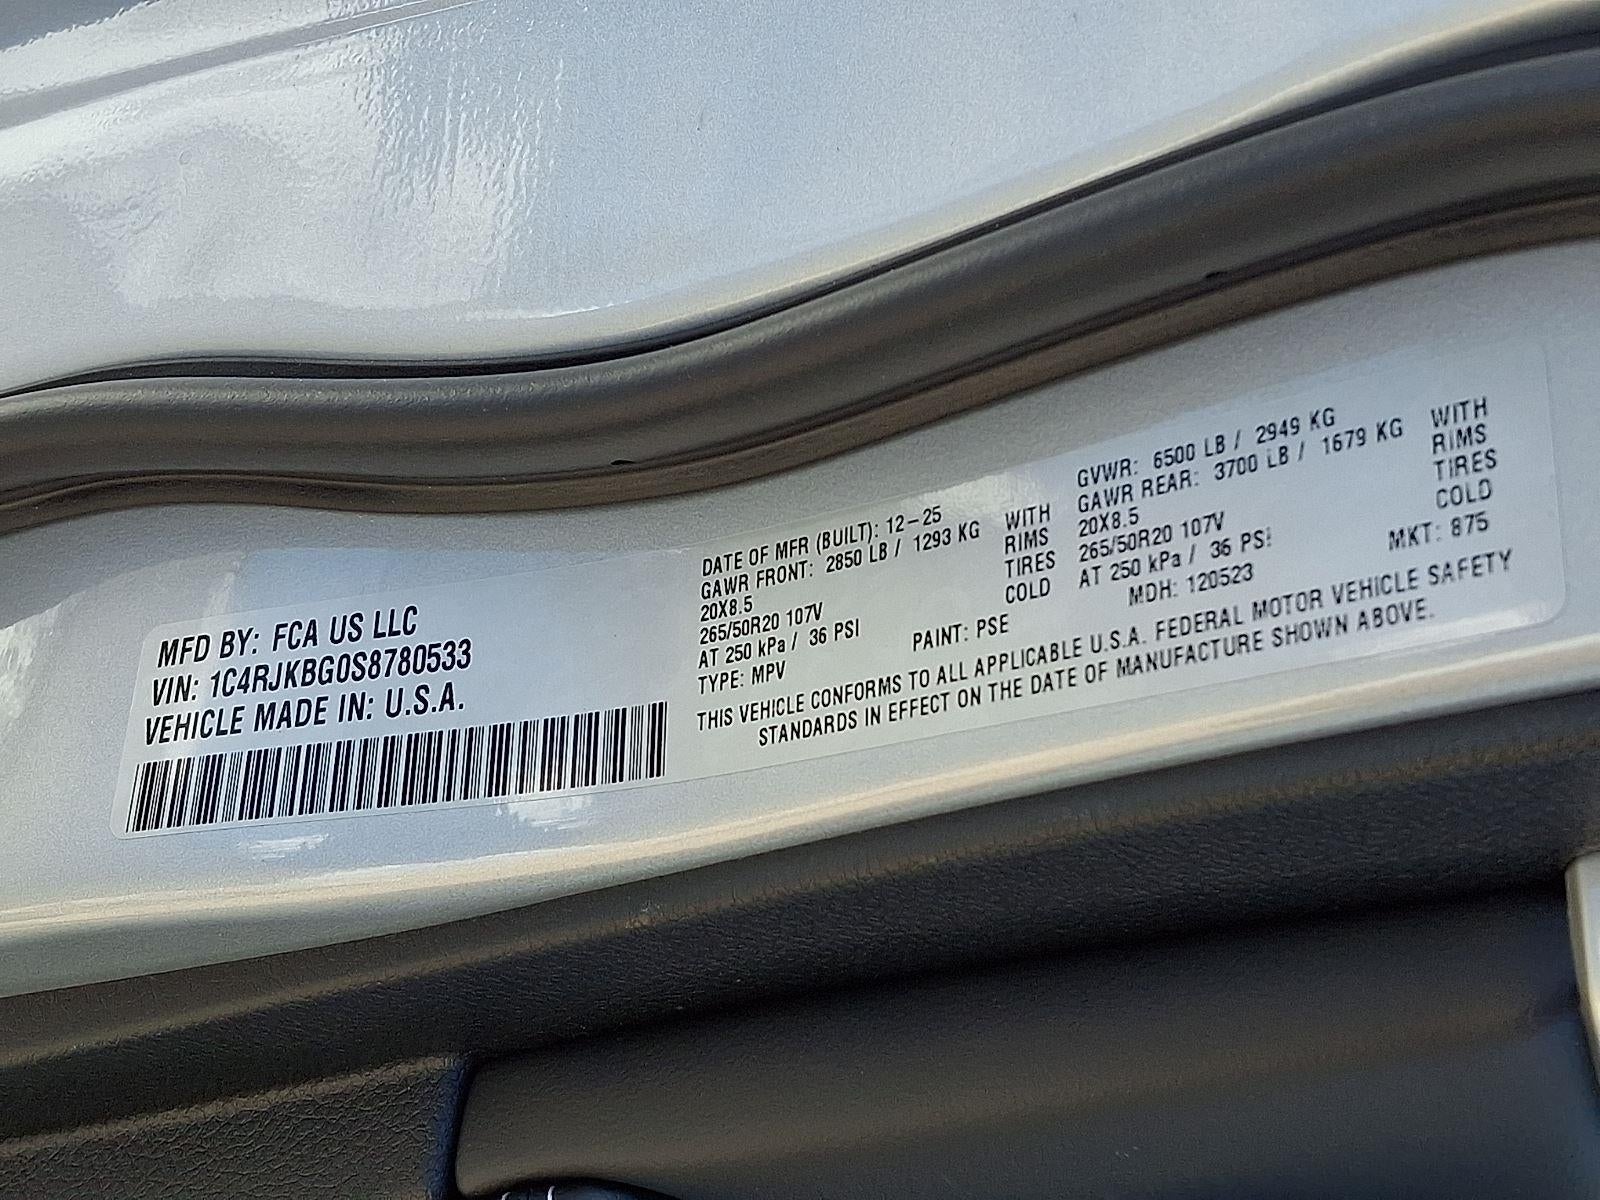 MFD BY: FCA US LLC
VIN: 1C4RJKBG0S8780533
VEHICLE MADE IN: U.S.A.
DATE OF MFR (BUILT): 12-25
GVWR: 6500 LB / 2949 KG
GAWR FRONT: 2850 LB / 1293 KG WITH
20X8.5 RIMS
265/50R20 107V TIRES
AT 250 kPa / 36 PSI COLD
GAWR REAR: 3700 LB / 1679 KG WITH
20X8.5 RIMS
265/50R20 107V TIRES
AT 250 kPa / 36 PSI COLD
TYPE: MPV PAINT: PSE MDH: 120523 MKT: 875
THIS VEHICLE CONFORMS TO ALL APPLICABLE U.S.A. FEDERAL MOTOR VEHICLE SAFETY
STANDARDS IN EFFECT ON THE DATE OF MANUFACTURE SHOWN ABOVE.